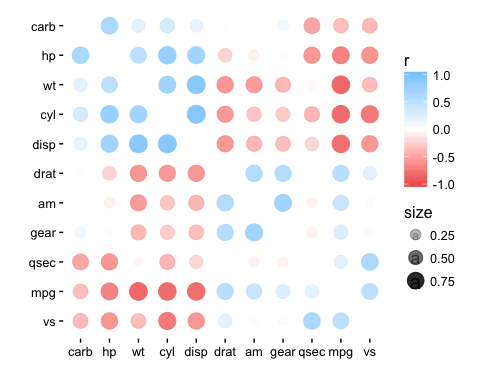 carb
hp
wt
cyl
disp
drat
am
gear
qsec
mpg
vs
carb hp wt cyl disp drat am gear qsec mpg vs
r
1.0
0.5
0.0
-0.5
-1.0
size
a 0.25
a 0.50
a 0.75